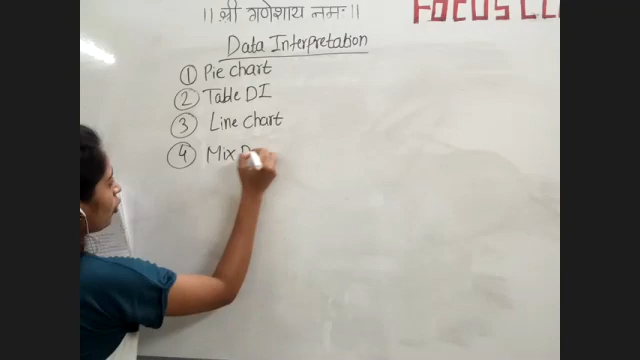 ।। श्री गणेशाय नमः ।।
FOCUS
Data Interpretation
① Pie chart
② Table DI
③ Line chart
④ Mix D